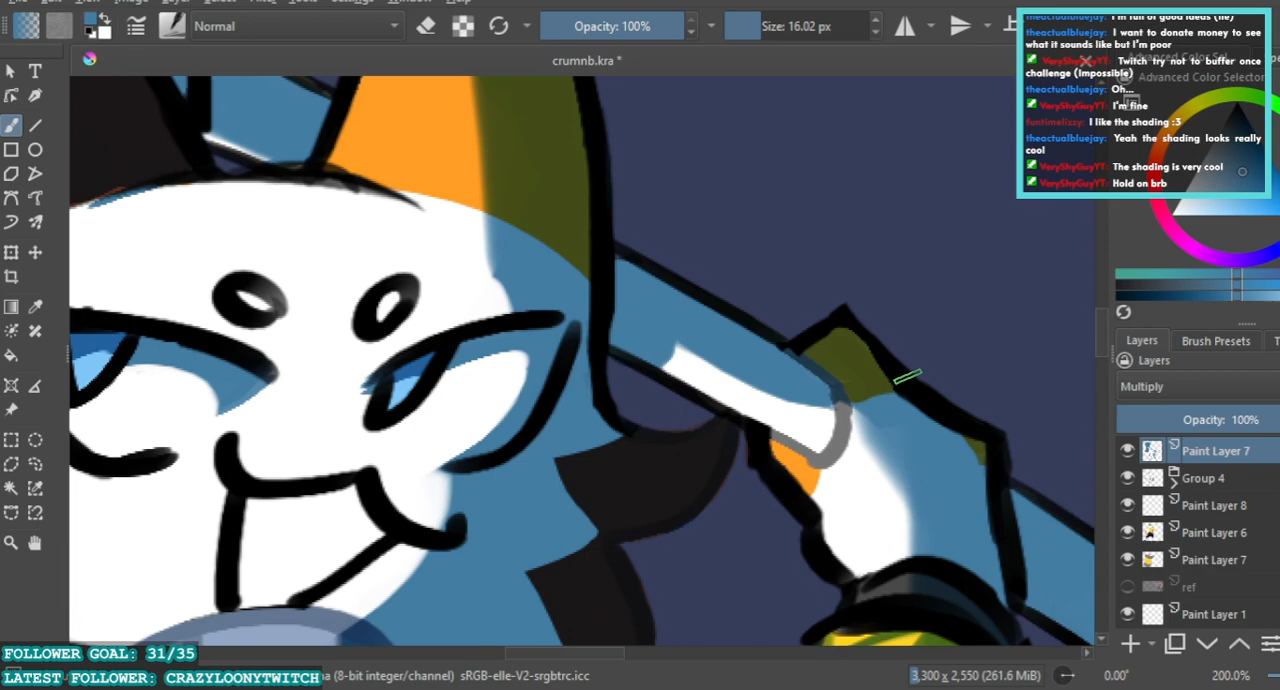 Normal
Opacity: 100%
Size: 16.02 px
crumnb.kra *
theactualbluejay: I'm full of good ideas (lie)
theactualbluejay: I want to donate money to see
what it sounds like but I'm poor
VeryShyGuyYT: Twitch try not to buffer once
challenge (Impossible)
theactualbluejay: Oh...
VeryShyGuyYT: I'm fine
funtimelizzy: I like the shading :3
theactualbluejay: Yeah the shading looks really
cool
VeryShyGuyYT: The shading is very cool
VeryShyGuyYT: Hold on brb
Advanced Color Sel
Advanced Color Selector
Layers
Brush Presets
T
Layers
Multiply
Opacity: 100%
Paint Layer 7
Group 4
Paint Layer 8
Paint Layer 6
Paint Layer 7
ref
Paint Layer 1
FOLLOWER GOAL: 31/35
LATEST FOLLOWER: CRAZYLOONYTWITCH
a (8-bit integer/channel) sRGB-elle-V2-srgbtrc.icc
3,300 x 2,550 (261.6 MiB)
0.00°
200.0%